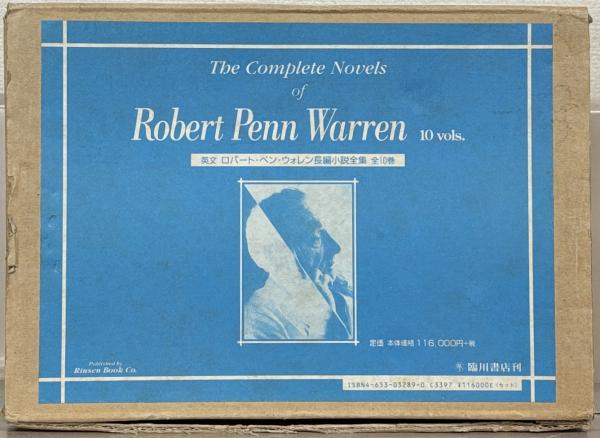 The Complete Novels
of
Robert Penn Warren 10 vols.
英文 ロバート・ペン・ウォレン長編小説全集 全10巻
定価 本体価格 116,000円+税
Published by
Rinsen Book Co.
臨川書店刊
ISBN4-653-03289-0 C3397 ¥116000E (セット)